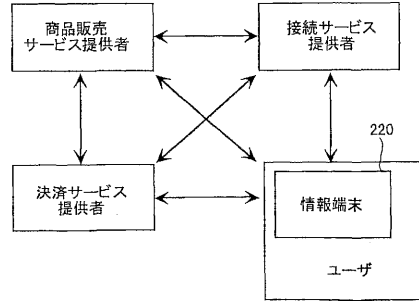 商品販売
サービス提供者
接続サービス
提供者
220
決済サービス
提供者
情報端末
ユーザ